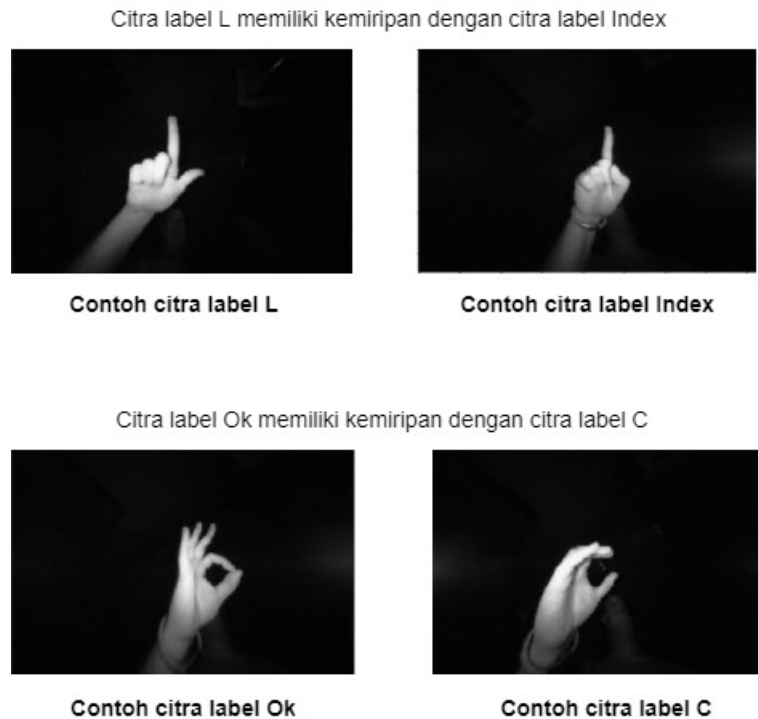 Citra label L memiliki kemiripan dengan citra label Index
Contoh citra label L
Contoh citra label Index
Citra label Ok memiliki kemiripan dengan citra label C
Contoh citra label Ok
Contoh citra label C